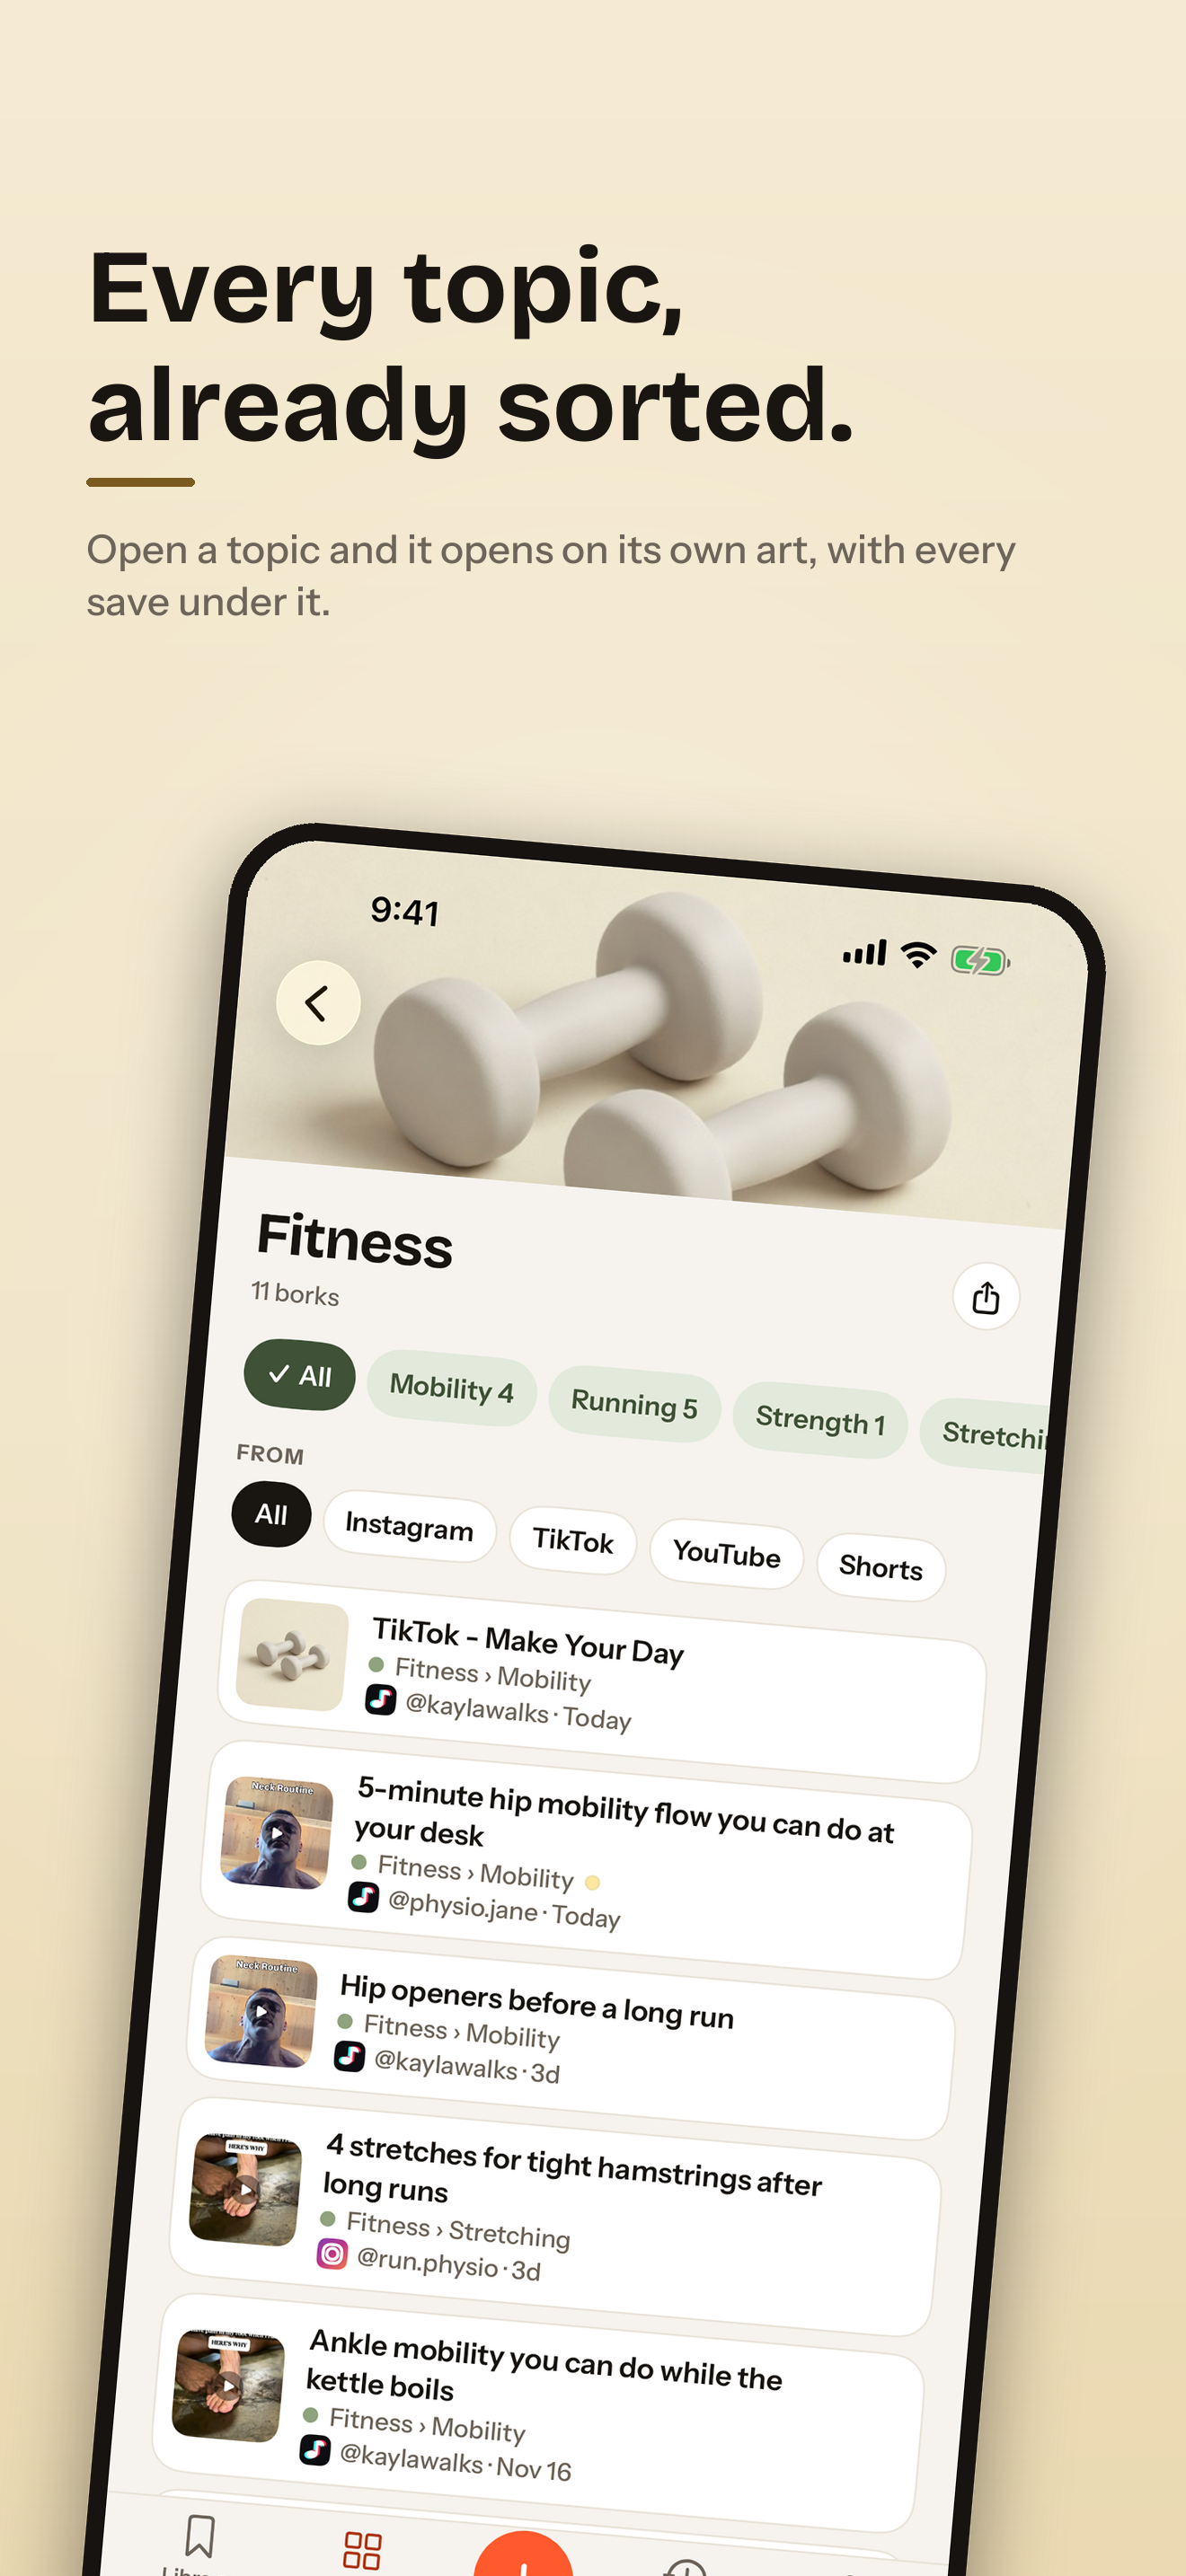 Every topic,
already sorted.
Open a topic and it opens on its own art, with every
save under it.
9:41
Fitness
11 borks
✓ All
Mobility 4
Running 5
Strength 1
FROM
All
Instagram
TikTok
YouTube
Shorts
TikTok - Make Your Day
Fitness › Mobility
@kaylawalks · Today
Neck Routine
5-minute hip mobility flow you can do at
your desk
Fitness › Mobility
@physio.jane · Today
Neck Routine
Hip openers before a long run
Fitness › Mobility
@kaylawalks · 3d
HERE'S WHY
4 stretches for tight hamstrings after
long runs
Fitness › Stretching
@run.physio · 3d
HERE'S WHY
Ankle mobility you can do while the
kettle boils
Fitness › Mobility
@kaylawalks · Nov 16